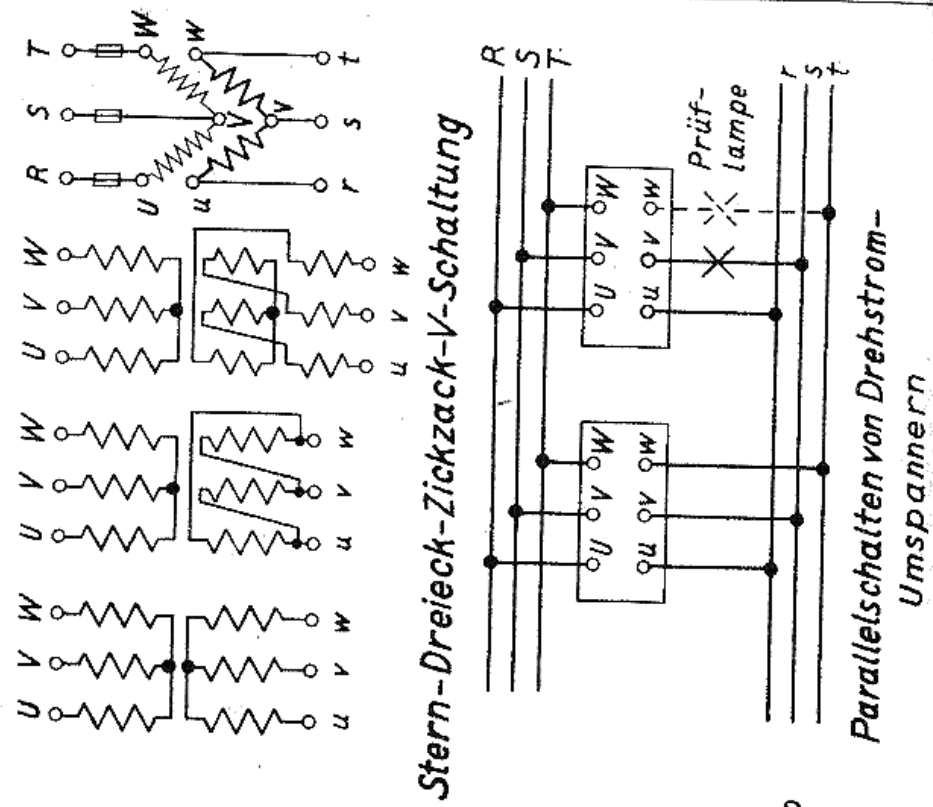 U V W U V W U V W R S T
U W
V
u w
v
u v w u v w u v w r s t
Stern-Dreieck-Zickzack-V-Schaltung
R
S
T
U V W U V W
u v w u v w
Prüf-
lampe
r
s
t
Parallelschalten von Drehstrom-
Umspannern